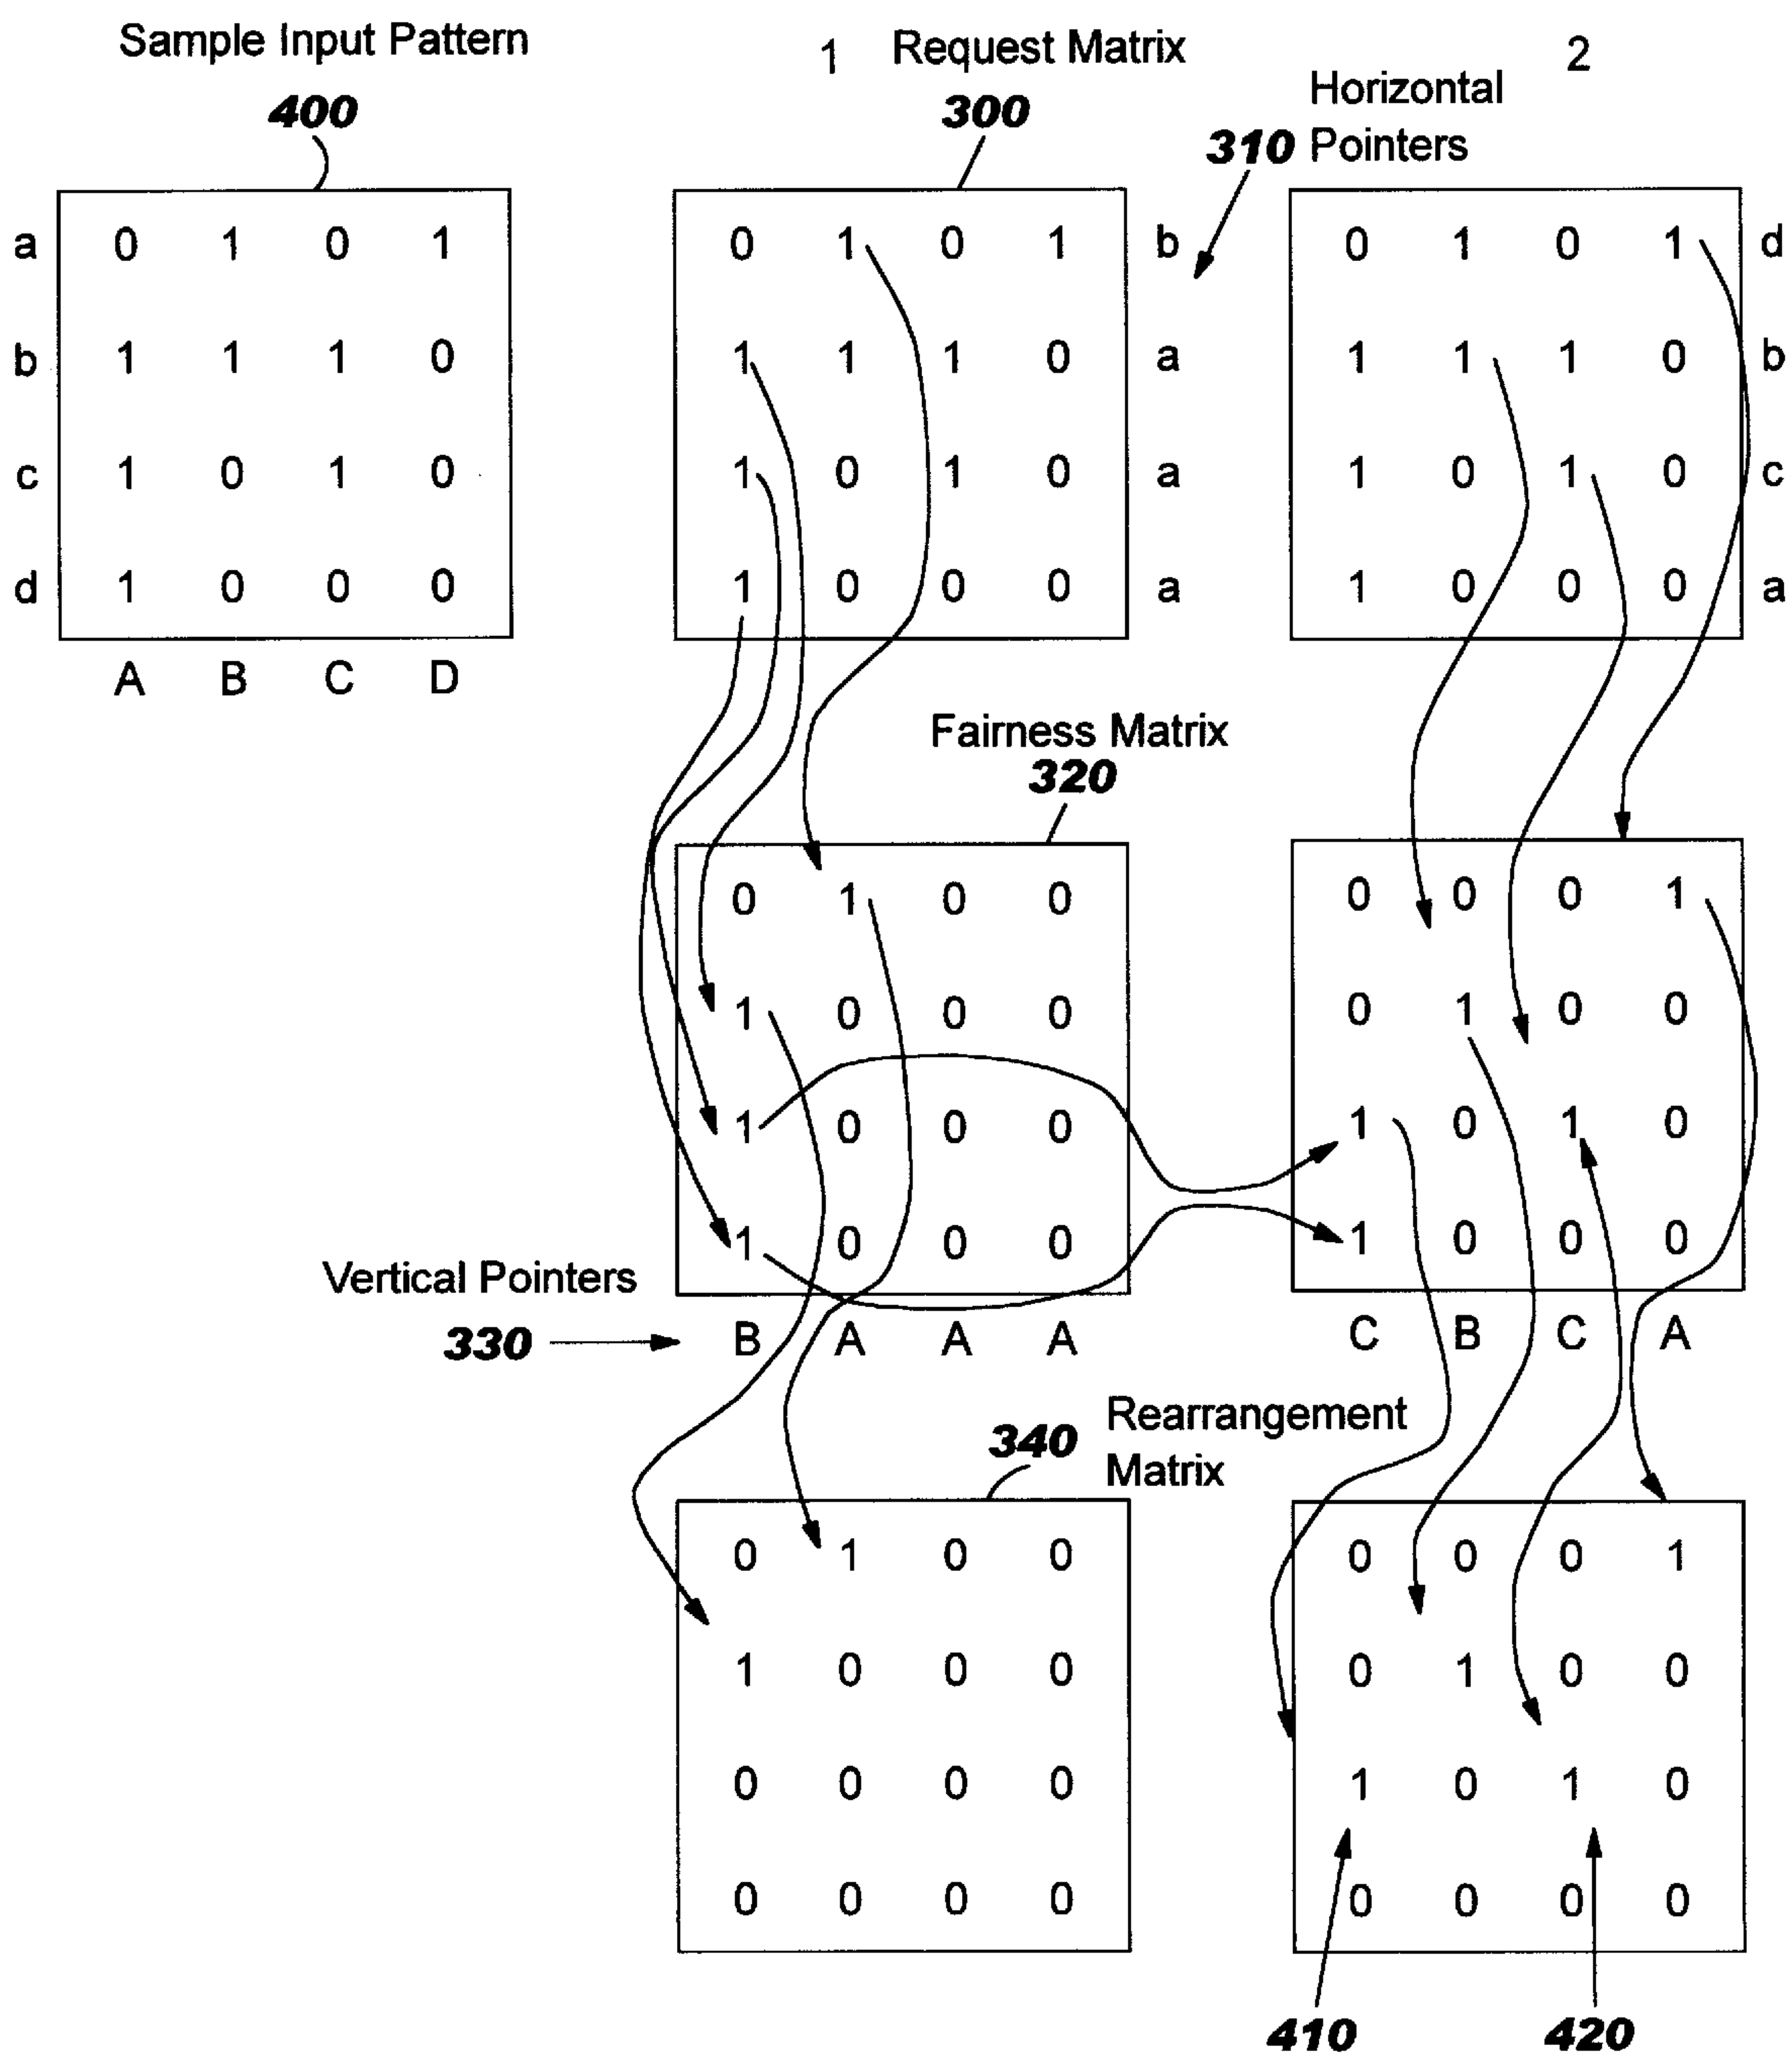 Sample Input Pattern
400
1
Request Matrix
300
2
Horizontal
310 Pointers
a 0 1 0 1
b 1 1 1 0
c 1 0 1 0
d 1 0 0 0
A B C D
0 1 0 1 b
1 1 1 0 a
1 0 1 0 a
1 0 0 0 a
0 1 0 1 d
1 1 1 0 b
1 0 1 0 c
1 0 0 0 a
Fairness Matrix
320
0 1 0 0
1 0 0 0
1 0 0 0
1 0 0 0
Vertical Pointers
330
B A A A
0 0 0 1
0 1 0 0
1 0 1 0
1 0 0 0
C B C A
340
Rearrangement
Matrix
0 1 0 0
1 0 0 0
0 0 0 0
0 0 0 0
0 0 0 1
0 1 0 0
1 0 1 0
0 0 0 0
410
420